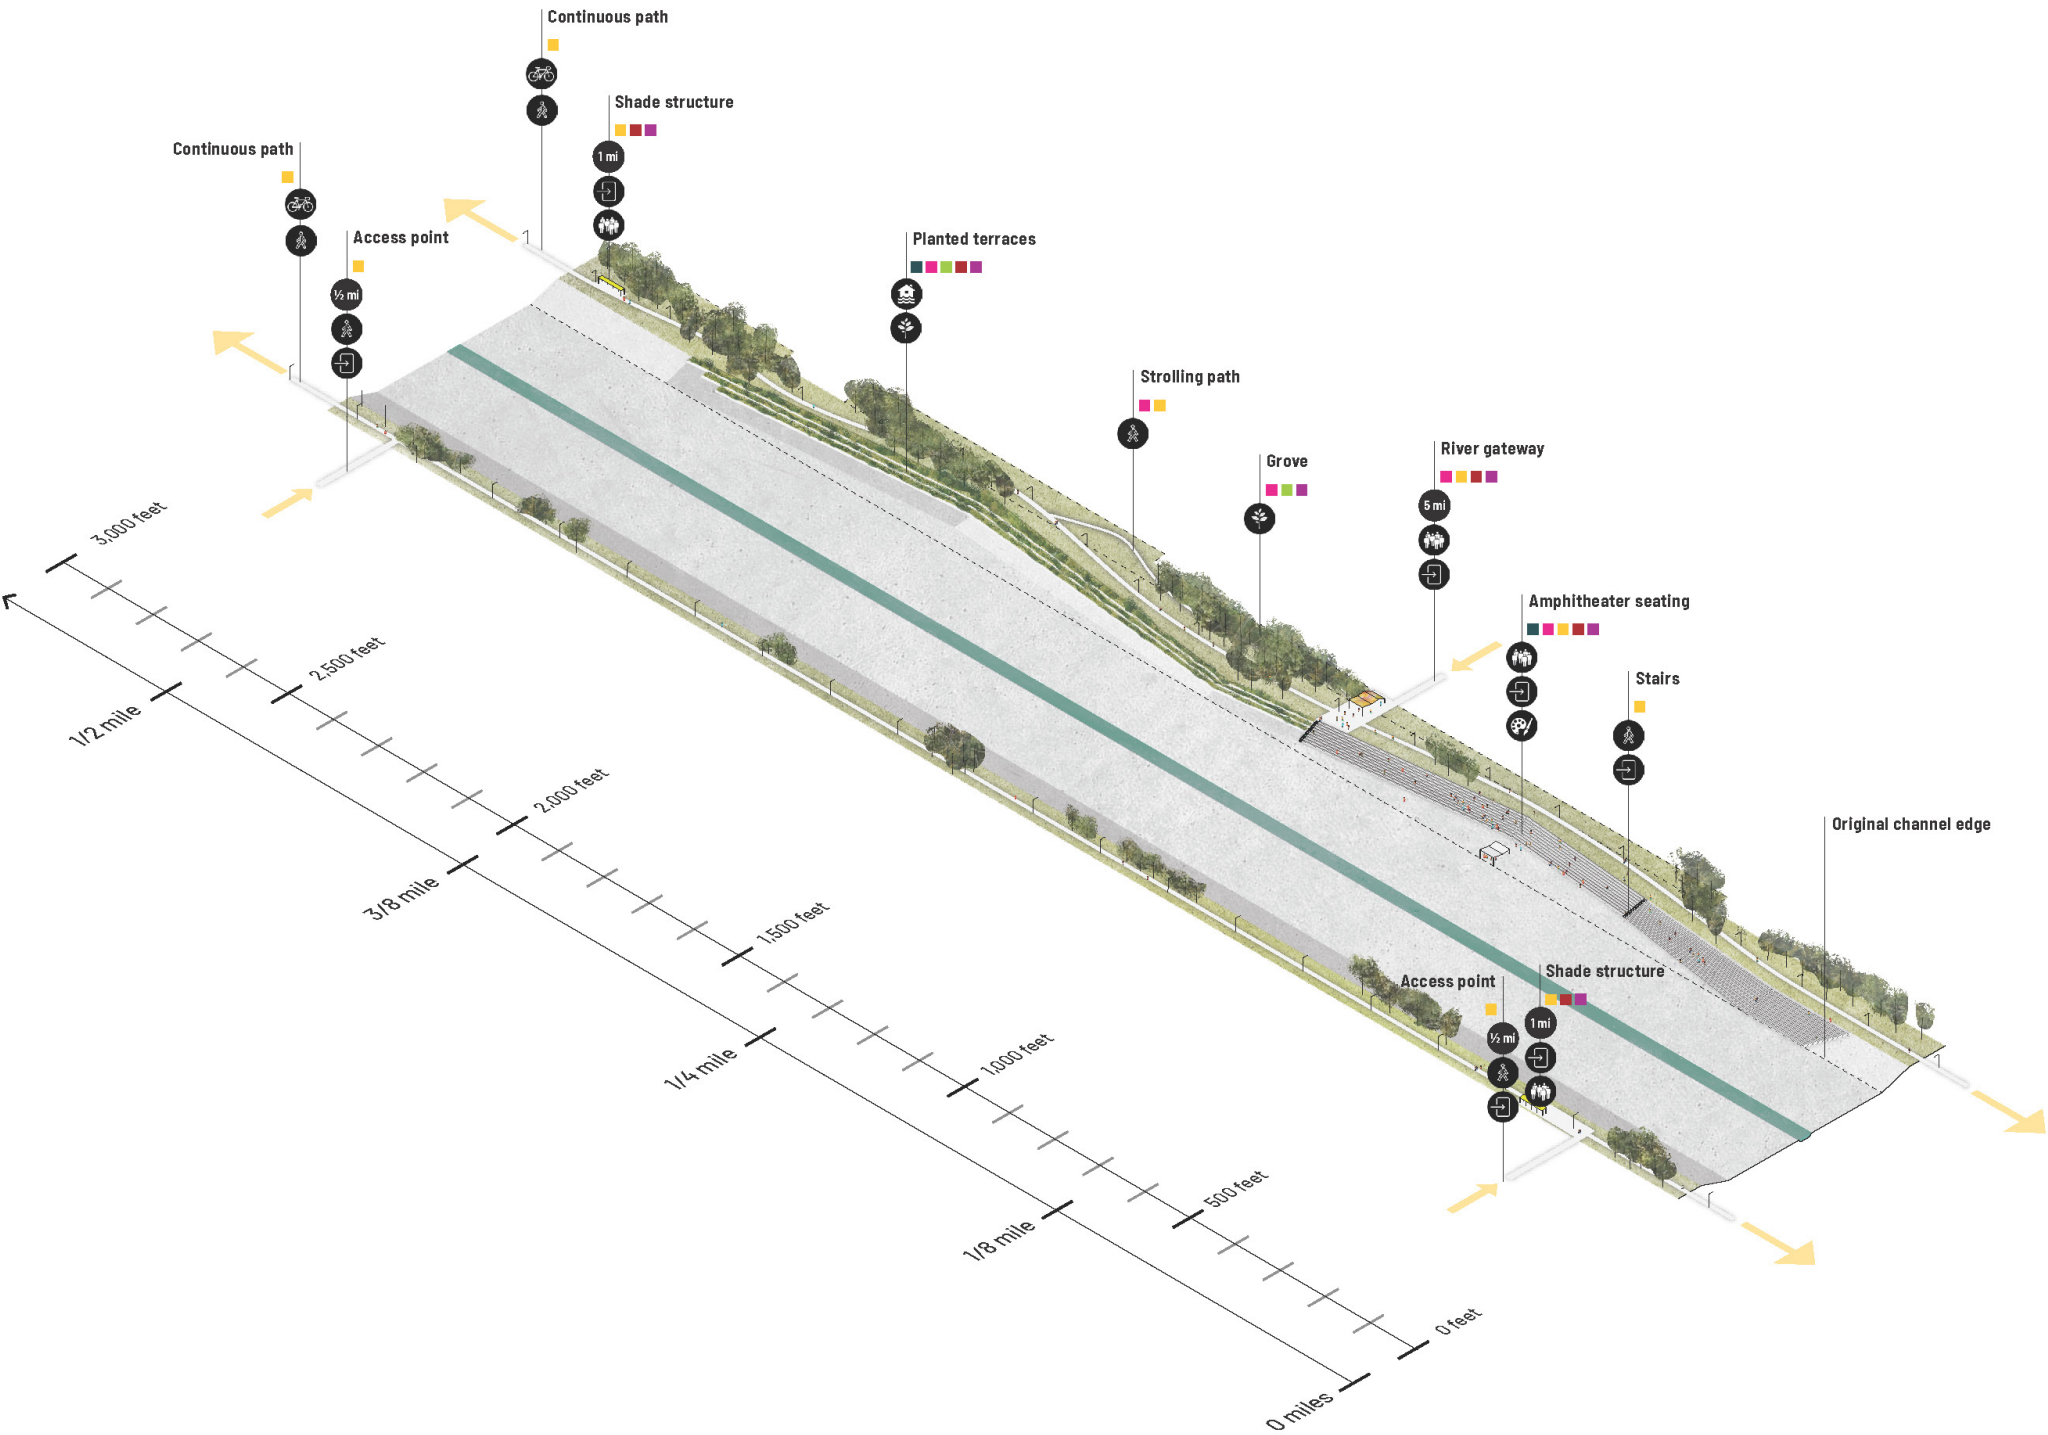 Continuous path
Shade structure
1 mi
Continuous path
Access point
½ mi
Planted terraces
Strolling path
Grove
River gateway
5 mi
Amphitheater seating
Stairs
Original channel edge
Access point
½ mi
Shade structure
1 mi
3,000 feet
2,500 feet
2,000 feet
1,500 feet
1,000 feet
500 feet
0 feet
1/2 mile
3/8 mile
1/4 mile
1/8 mile
0 miles